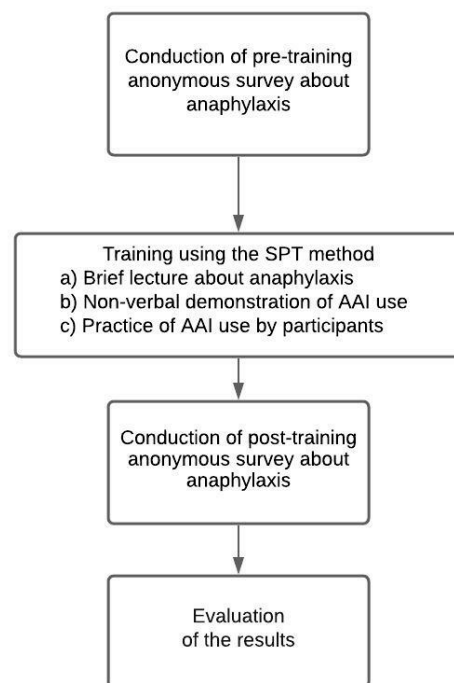 Conduction of pre-training
anonymous survey about
anaphylaxis
Training using the SPT method
a) Brief lecture about anaphylaxis
b) Non-verbal demonstration of AAI use
c) Practice of AAI use by participants
Conduction of post-training
anonymous survey about
anaphylaxis
Evaluation
of the results